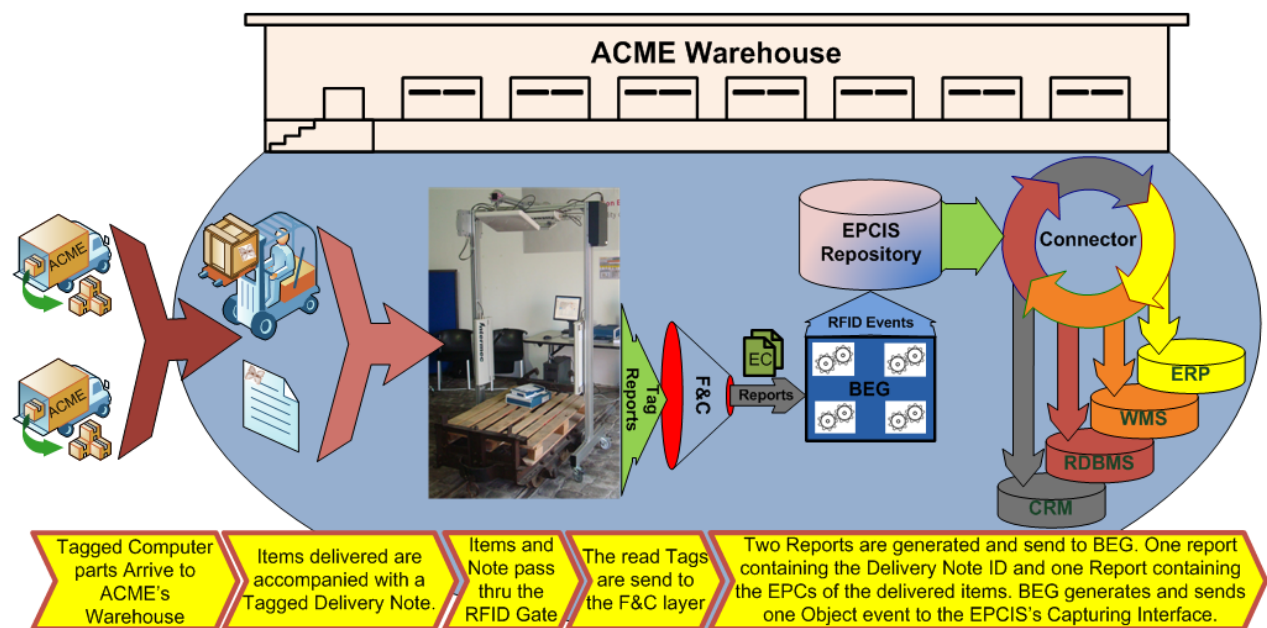 ACME Warehouse
ACME
ACME
Tag
Reports
F&C
EC
Reports
BEG
RFID Events
EPCIS
Repository
Connector
ERP
WMS
RDBMS
CRM
Tagged Computer
parts Arrive to
ACME's
Warehouse
Items delivered are
accompanied with a
Tagged Delivery Note.
Items and
Note pass
thru the
RFID Gate
The read Tags
are send to
the F&C layer
Two Reports are generated and send to BEG. One report
containing the Delivery Note ID and one Report containing
the EPCs of the delivered items. BEG generates and sends
one Object event to the EPCIS's Capturing Interface.